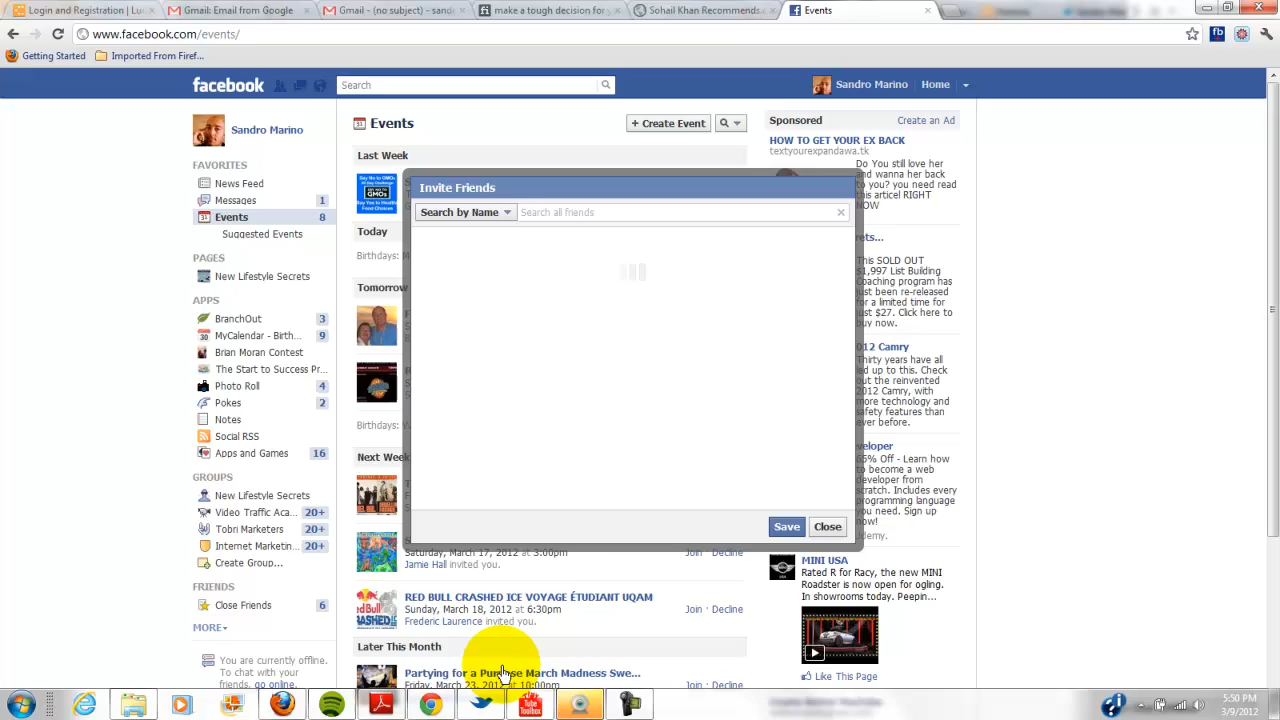 Login and Registration | Lu
Gmail: Email from Google
Gmail - (no subject) - sand
make a tough decision for
Sohail Khan Recommends
Events
www.facebook.com/events/
Getting Started
Imported From Firef...
facebook
Search
Sandro Marino
Home
Sandro Marino
FAVORITES
News Feed
Messages 1
Events 8
Suggested Events
PAGES
New Lifestyle Secrets
APPS
BranchOut 3
MyCalendar - Birth... 9
Brian Moran Contest
The Start to Success Pr...
Photo Roll 4
Pokes 2
Notes
Social RSS
Apps and Games 16
GROUPS
New Lifestyle Secrets
Video Traffic Aca... 20+
Tobri Marketers 20+
Internet Marketin... 20+
Create Group...
FRIENDS
Close Friends 6
MORE
You are currently offline.
To chat with your
friends, go online.
Events
+ Create Event
Last Week
Say No to GMOs
Today
Birthdays: M
Tomorrow
Birthdays:
Next Week
Invite Friends
Search by Name
Search all friends
Save
Close
Saturday, March 17, 2012 at 3:00pm
Join · Decline
Jamie Hall invited you.
RED BULL CRASHED ICE VOYAGE ÉTUDIANT UQAM
Sunday, March 18, 2012 at 6:30pm
Join · Decline
Frederic Laurence invited you.
Later This Month
Partying for a Purpose March Madness Swe...
Friday, March 23, 2012 at 10:00pm
Join · Decline
Sponsored
Create an Ad
HOW TO GET YOUR EX BACK
textyourexpandawa.tk
Do You still love her
and wanna her back
to you? you need read
this articel RIGHT
NOW
rets...
This SOLD OUT
$1,997 List Building
Coaching program has
just been re-released
for a limited time for
just $27. Click here to
buy now.
012 Camry
Thirty years have all
led up to this. Check
out the reinvented
2012 Camry, with
more technology and
safety features than
ever before.
veloper
65% Off - Learn how
to become a web
developer from
scratch. Includes every
programming language
you need. Sign up
now!
Udemy.
MINI USA
Rated R for Racy, the new MINI
Roadster is now open for ogling.
In showrooms today. Peepin...
Like This Page
5:50 PM
3/9/2012